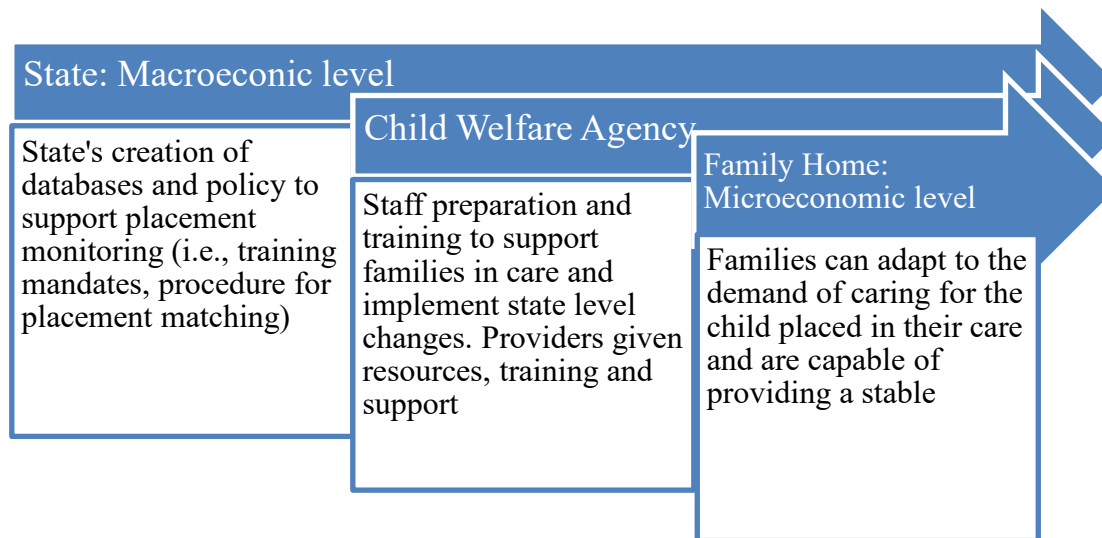 State: Macroeconic level
State's creation of
databases and policy to
support placement
monitoring (i.e., training
mandates, procedure for
placement matching)
Child Welfare Agency
Staff preparation and
training to support
families in care and
implement state level
changes. Providers given
resources, training and
support
Family Home:
Microeconomic level
Families can adapt to the
demand of caring for the
child placed in their care
and are capable of
providing a stable